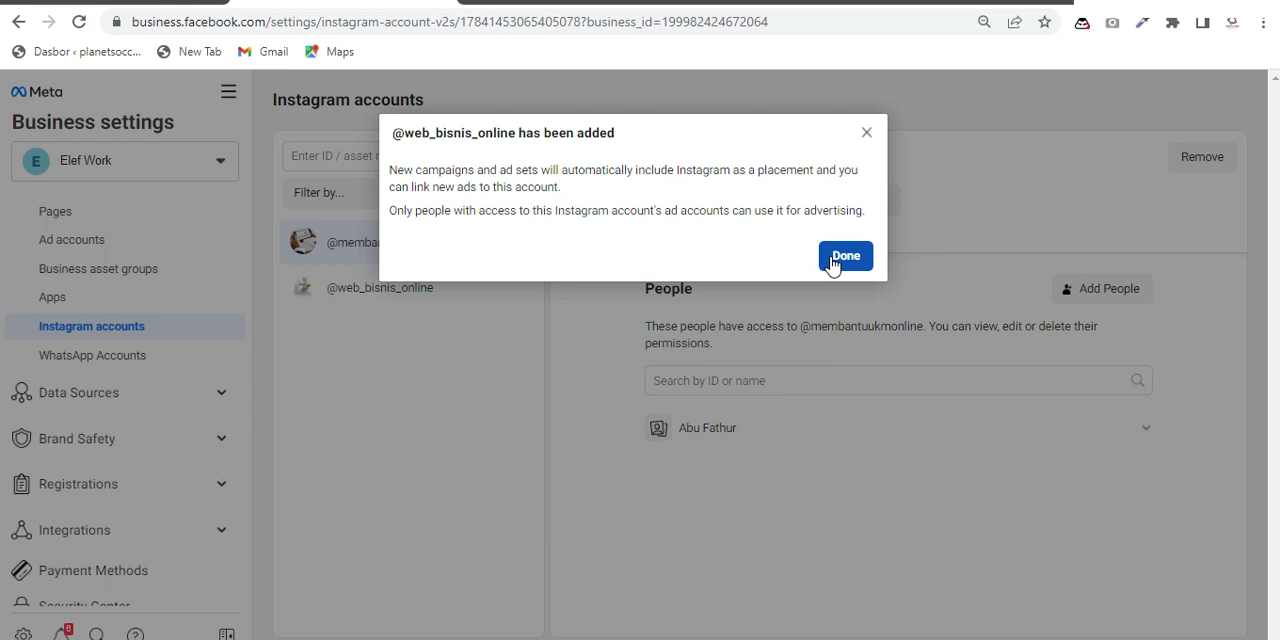 business.facebook.com/settings/instagram-account-v2s/17841453065405078?business_id=199982424672064
Dasbor ‹ planetsocc... New Tab Gmail Maps
Meta
Business settings
E Elef Work
Pages
Ad accounts
Business asset groups
Apps
Instagram accounts
WhatsApp Accounts
Data Sources
Brand Safety
Registrations
Integrations
Payment Methods
Security Center
6
Instagram accounts
Enter ID / asset
Filter by...
@memban
@web_bisnis_online
@web_bisnis_online has been added
New campaigns and ad sets will automatically include Instagram as a placement and you
can link new ads to this account.
Only people with access to this Instagram account's ad accounts can use it for advertising.
Done
Remove
People
Add People
These people have access to @membantuukmonline. You can view, edit or delete their
permissions.
Search by ID or name
Abu Fathur